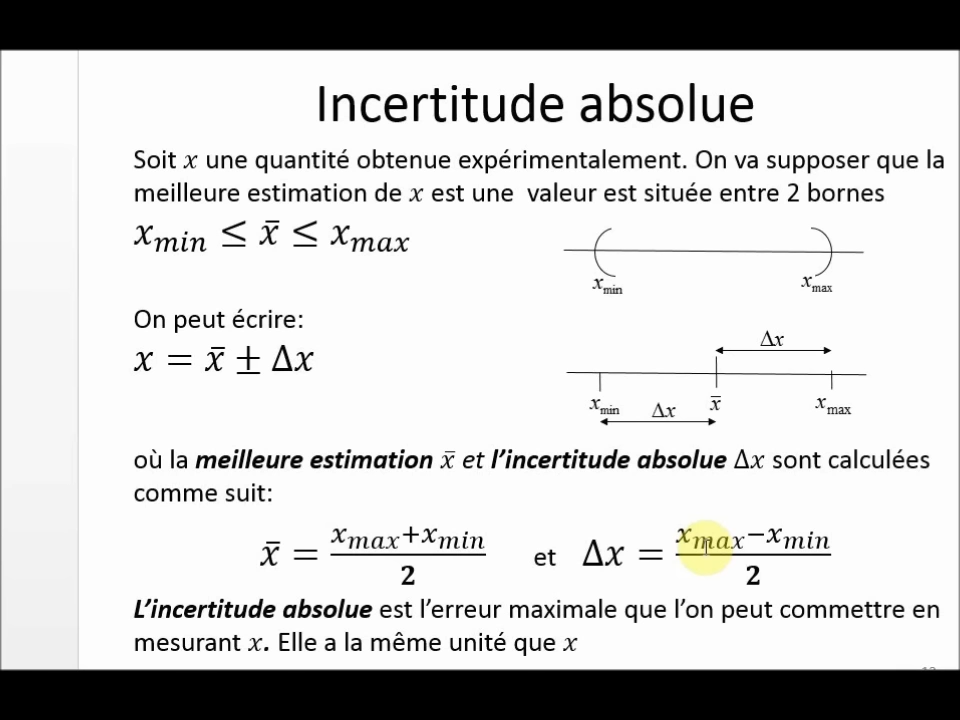 Incertitude absolue
Soit x une quantité obtenue expérimentalement. On va supposer que la
meilleure estimation de x est une valeur est située entre 2 bornes
x_min ≤ x̄ ≤ x_max
x_min x_max
On peut écrire:
x = x̄ ± Δx
Δx
x_min Δx x̄ x_max
où la meilleure estimation x̄ et l'incertitude absolue Δx sont calculées
comme suit:
x̄ = (x_max+x_min)/2 et Δx = (x_max−x_min)/2
L'incertitude absolue est l'erreur maximale que l'on peut commettre en
mesurant x. Elle a la même unité que x